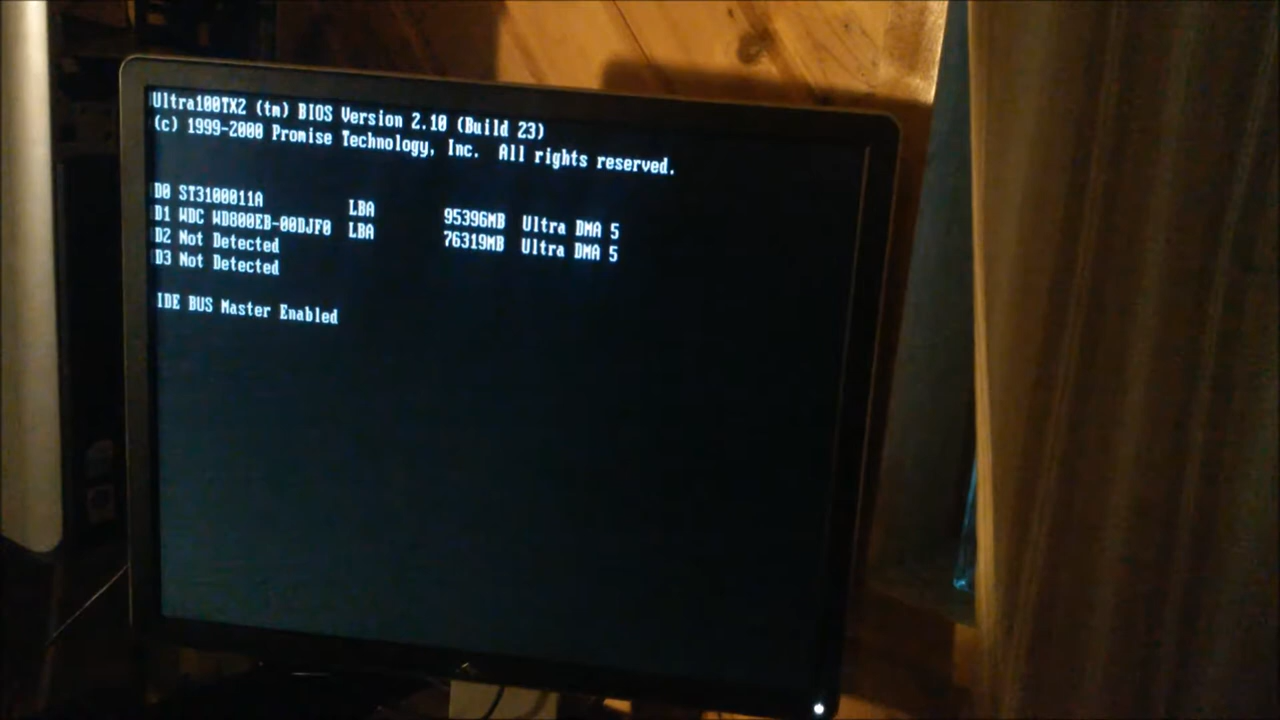 Ultra100TX2 (tm) BIOS Version 2.10 (Build 23)
(c) 1999-2000 Promise Technology, Inc.  All rights reserved.
D0 ST3100011A LBA 95396MB Ultra DMA 5
D1 WDC WD800EB-00DJF0 LBA 76319MB Ultra DMA 5
D2 Not Detected
D3 Not Detected
IDE BUS Master Enabled